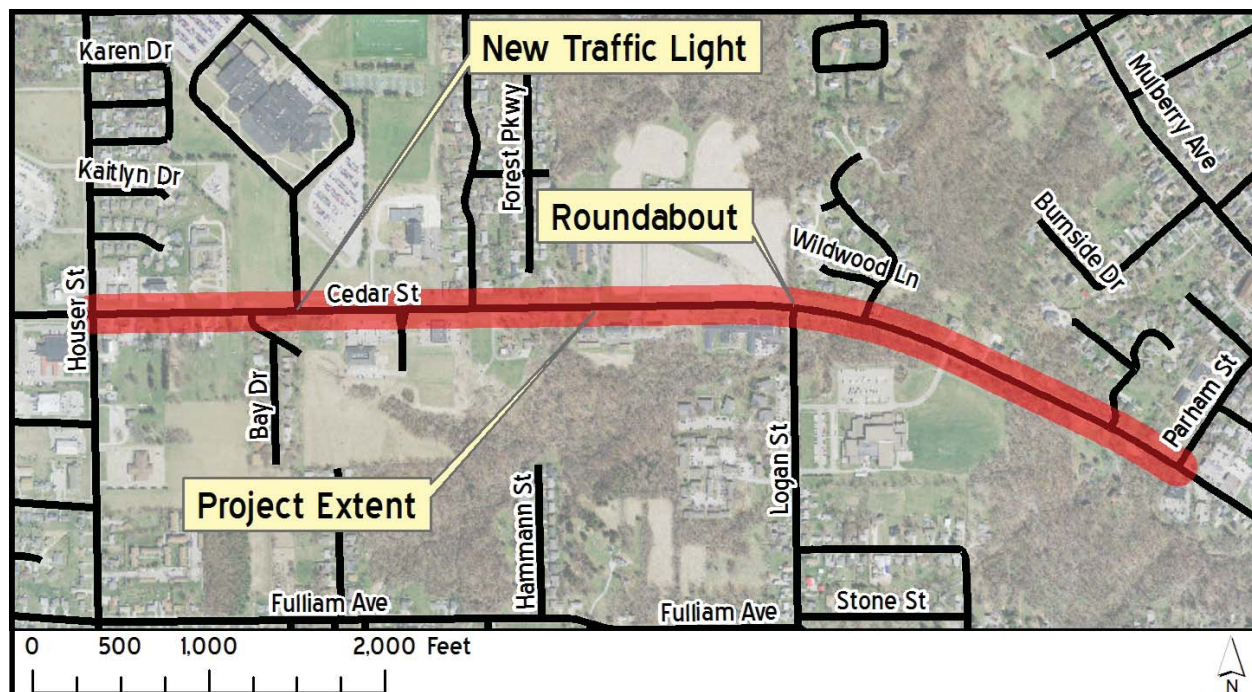 Karen Dr
New Traffic Light
Mulberry Ave
Forest Pkwy
Kaitlyn Dr
Roundabout
Burnside Dr
Wildwood Ln
Cedar St
Houser St
Bay Dr
Parham St
Project Extent
Logan St
Hammann St
Fulliam Ave
Fulliam Ave
Stone St
0 500 1,000 2,000 Feet
N